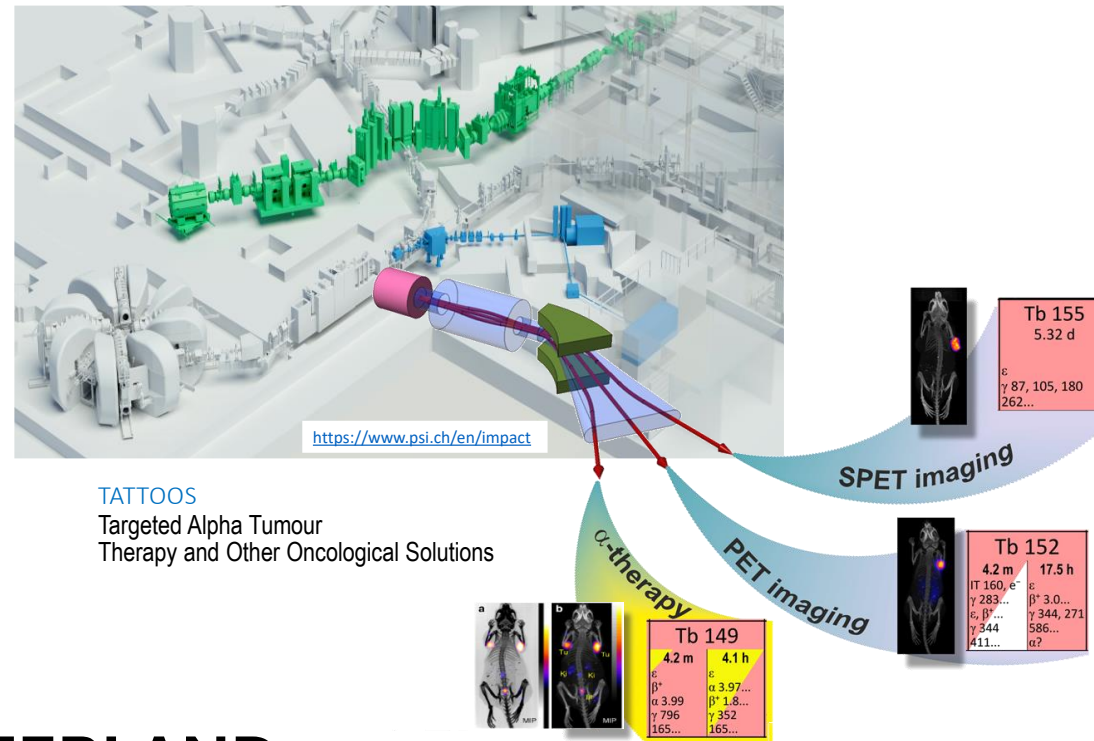 https://www.psi.ch/en/impact
TATTOOS
Targeted Alpha Tumour
Therapy and Other Oncological Solutions
Tb 155
5.32 d
ε
γ 87, 105, 180
262...
SPET imaging
Tb 152
4.2 m 17.5 h
IT 160, e⁻ ε
γ 283... β⁺ 3.0...
ε, β⁺... γ 344, 271
γ 344 586...
411... α?
PET imaging
α-therapy
a b
Tu Tu
Ki Ki
MIP MIP
Tb 149
4.2 m 4.1 h
ε ε
β⁺ α 3.97...
α 3.99 β⁺ 1.8...
γ 796 γ 352
165... 165...